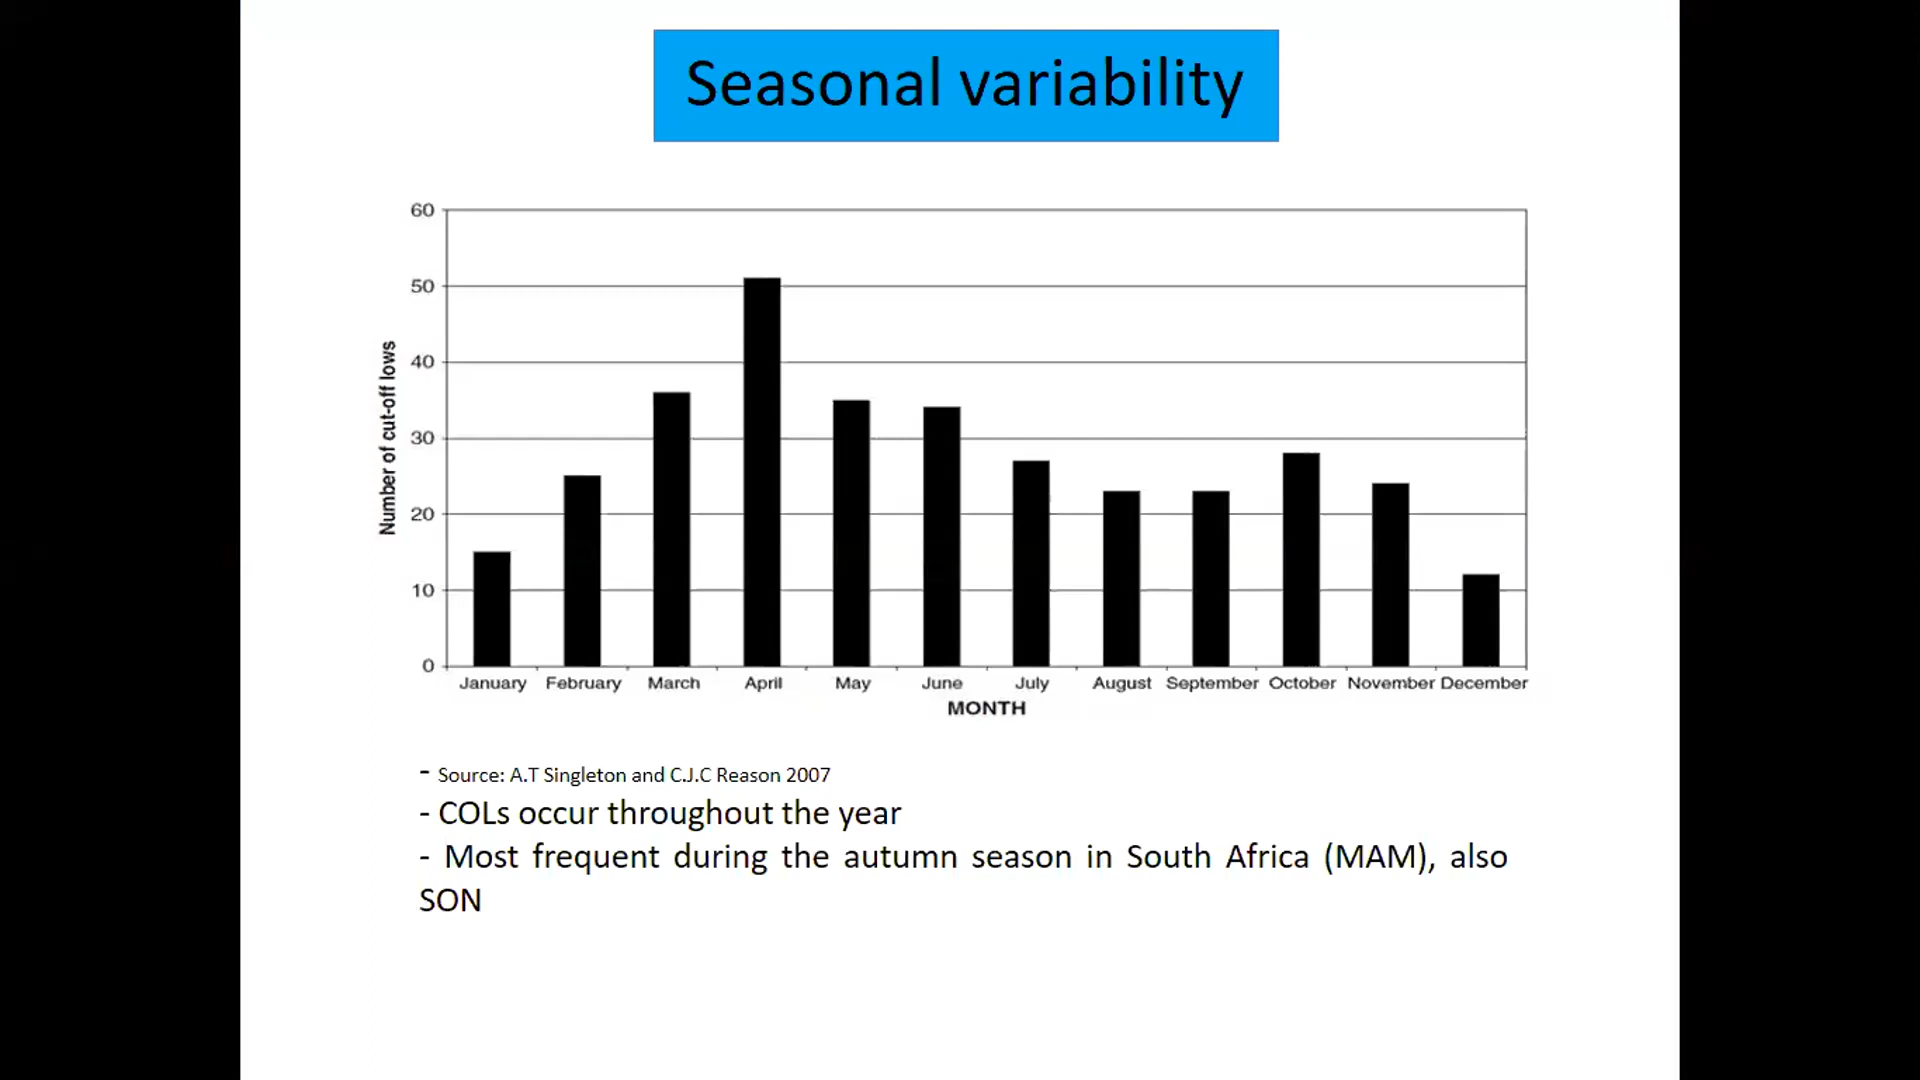 Seasonal variability
60
50
40
30
20
10
0
Number of cut-off lows
January February March April May June July August September October November December
MONTH
- Source: A.T Singleton and C.J.C Reason 2007
- COLs occur throughout the year
- Most frequent during the autumn season in South Africa (MAM), also
SON